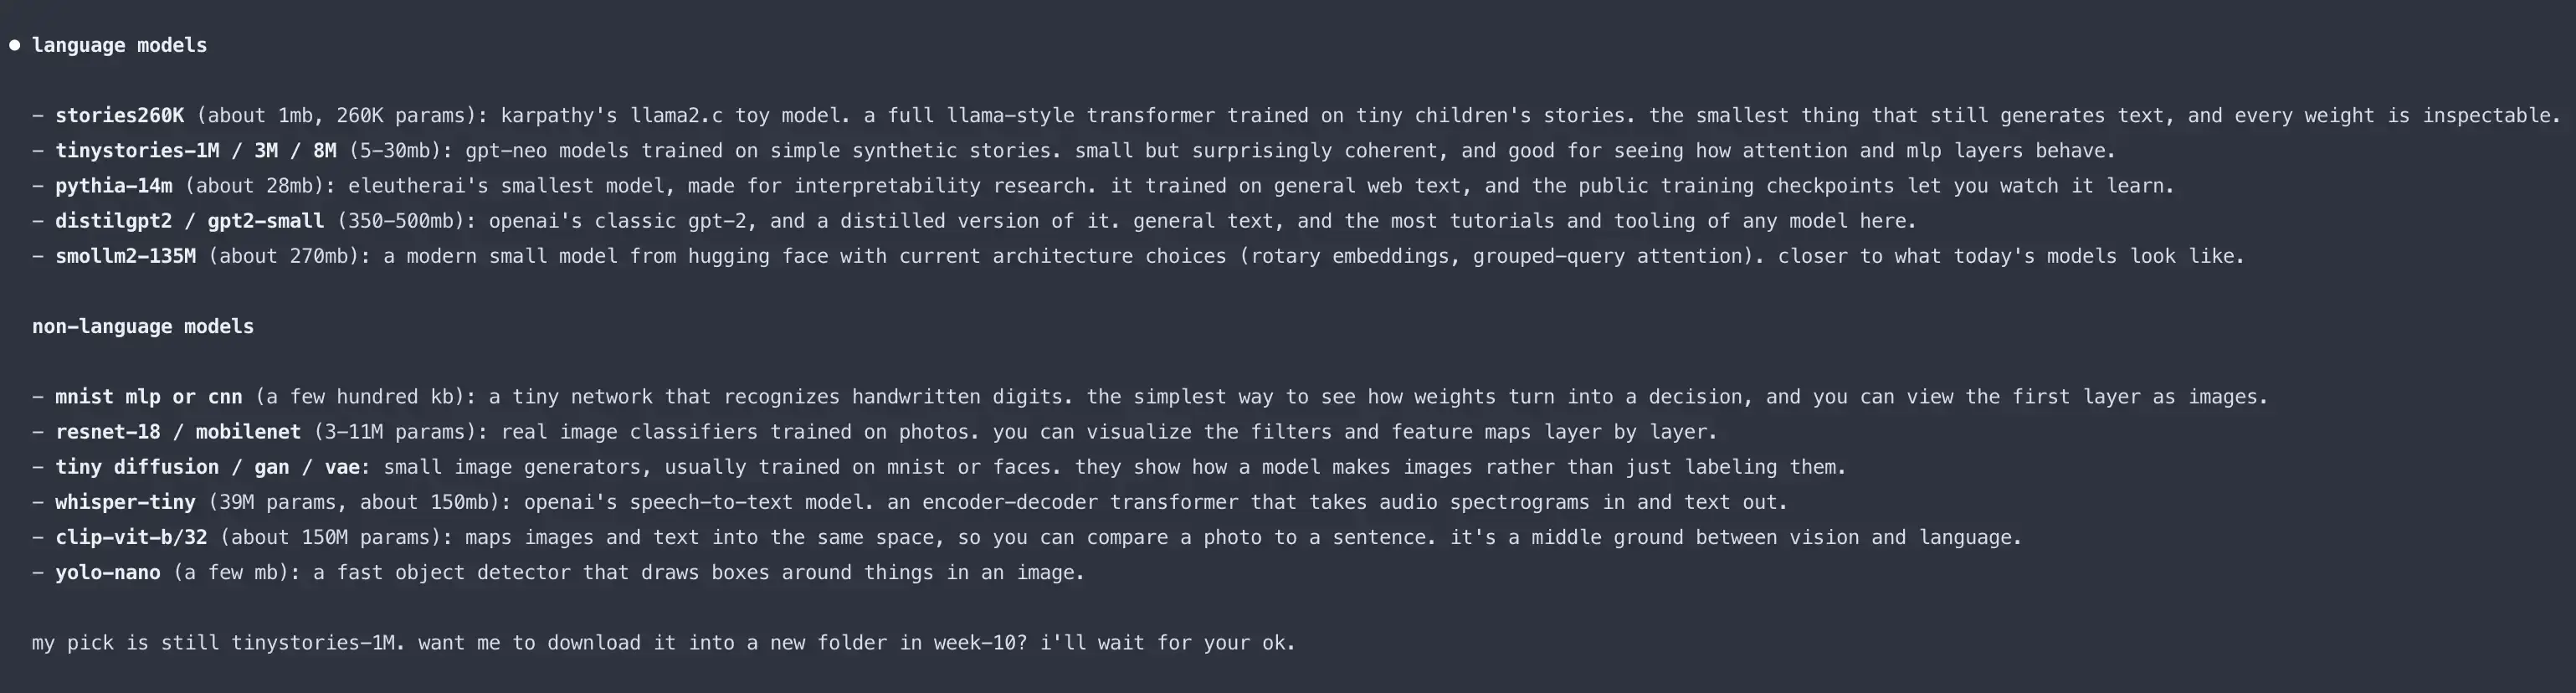 ● language models
– stories260K (about 1mb, 260K params): karpathy's llama2.c toy model. a full llama-style transformer trained on tiny children's stories. the smallest thing that still generates text, and every weight is inspectable.
– tinystories-1M / 3M / 8M (5-30mb): gpt-neo models trained on simple synthetic stories. small but surprisingly coherent, and good for seeing how attention and mlp layers behave.
– pythia-14m (about 28mb): eleutherai's smallest model, made for interpretability research. it trained on general web text, and the public training checkpoints let you watch it learn.
– distilgpt2 / gpt2-small (350-500mb): openai's classic gpt-2, and a distilled version of it. general text, and the most tutorials and tooling of any model here.
– smollm2-135M (about 270mb): a modern small model from hugging face with current architecture choices (rotary embeddings, grouped-query attention). closer to what today's models look like.
non-language models
– mnist mlp or cnn (a few hundred kb): a tiny network that recognizes handwritten digits. the simplest way to see how weights turn into a decision, and you can view the first layer as images.
– resnet-18 / mobilenet (3-11M params): real image classifiers trained on photos. you can visualize the filters and feature maps layer by layer.
– tiny diffusion / gan / vae: small image generators, usually trained on mnist or faces. they show how a model makes images rather than just labeling them.
– whisper-tiny (39M params, about 150mb): openai's speech-to-text model. an encoder-decoder transformer that takes audio spectrograms in and text out.
– clip-vit-b/32 (about 150M params): maps images and text into the same space, so you can compare a photo to a sentence. it's a middle ground between vision and language.
– yolo-nano (a few mb): a fast object detector that draws boxes around things in an image.
my pick is still tinystories-1M. want me to download it into a new folder in week-10? i'll wait for your ok.